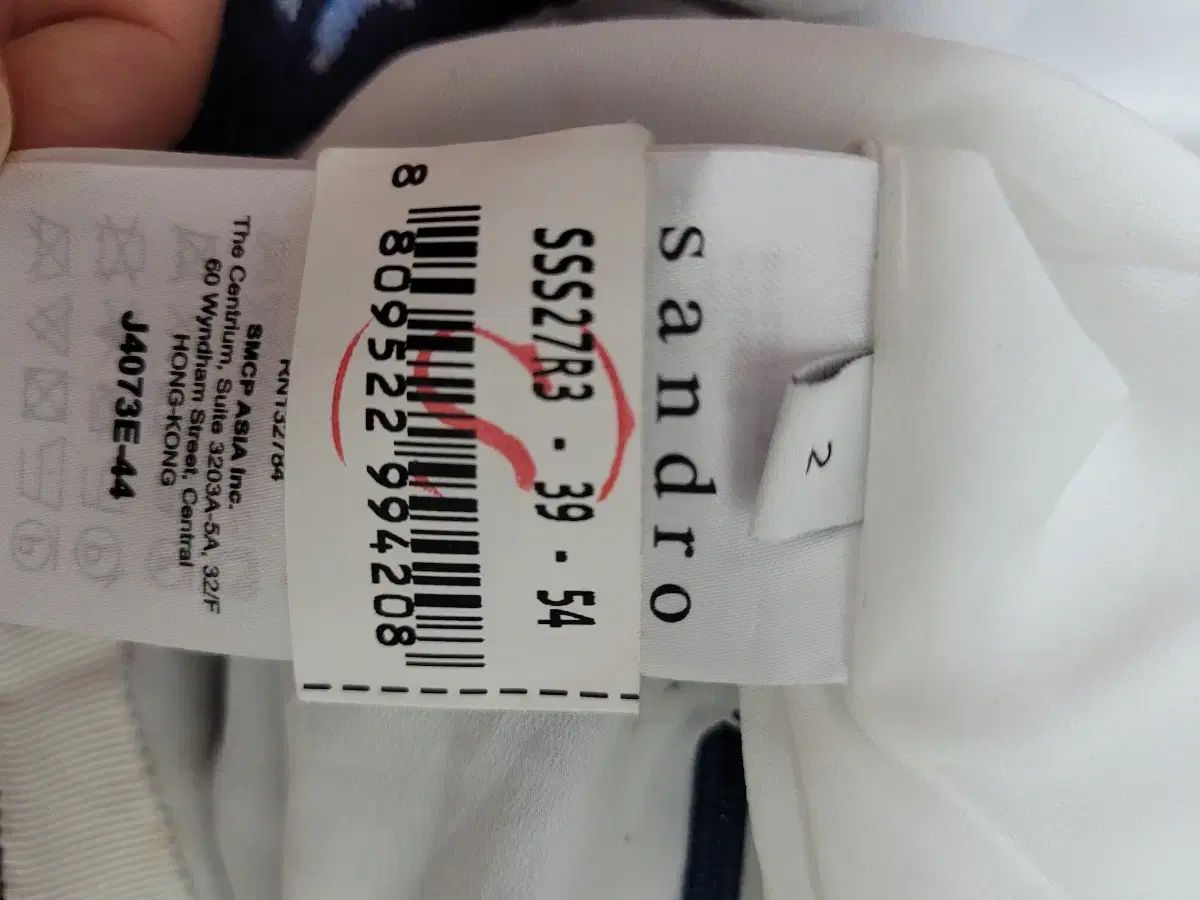 2
sandro
SSS27R3 - 39 - 54
8 809522 994208
SMCP ASIA Inc.
The Centrium, Suite 3203A-5A, 32/F
60 Wyndham Street, Central
HONG-KONG
J4073E-44